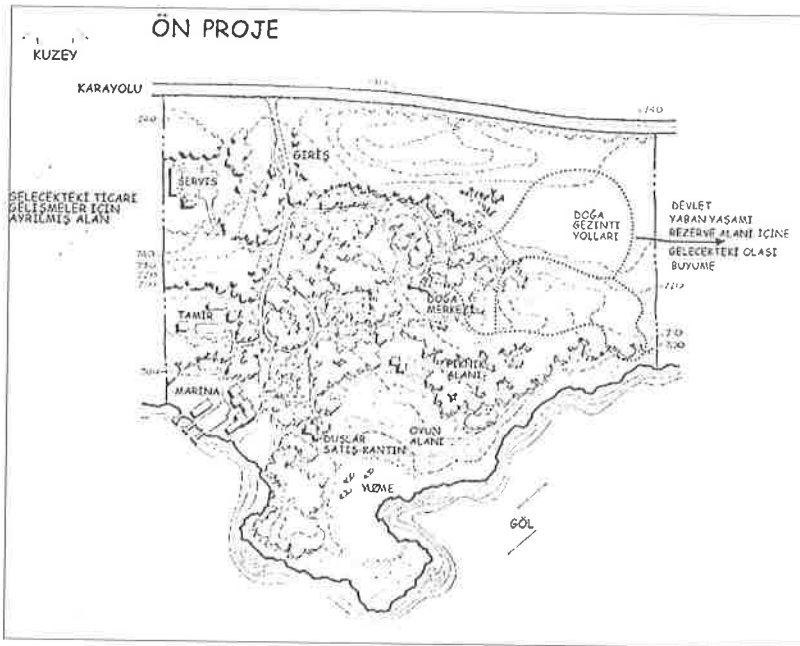 ÖN PROJE
KUZEY
KARAYOLU
GİRİŞ
SERVİS
GELECEKTEKİ TİCARİ
GELİŞMELER İÇİN
AYRILMIŞ ALAN
DOĞA
GEZİNTİ
YOLLARI
DEVLET
YABAN YAŞAMI
REZERVE ALANI İÇİNE
GELECEKTEKİ OLASI
BÜYÜME
DOĞA
MERKEZİ
TAMİR
PİKNİK
ALANI
MARİNA
OYUN
ALANI
DUŞLAR
SATIŞ-KANTİN
YÜZME
GÖL